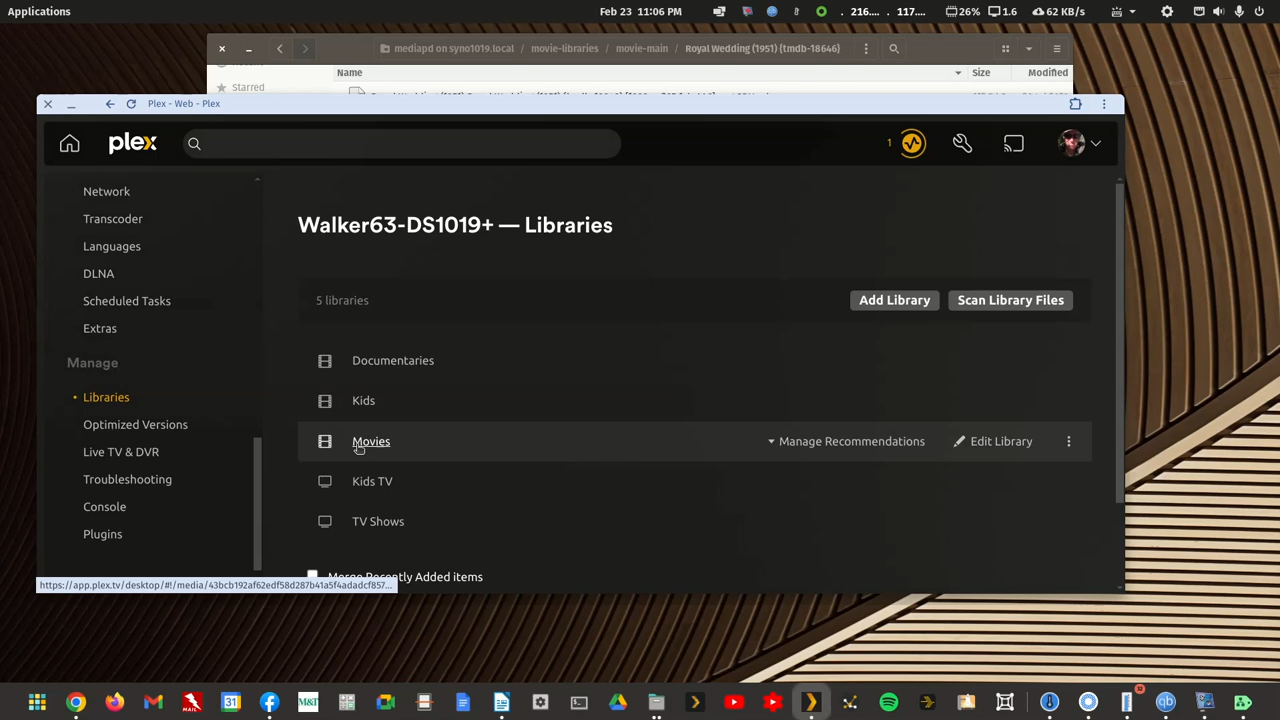 Applications
Feb 23 11:06 PM
216.... 117.... 26% 1.6 62 KB/s
mediapd on syno1019.local movie-libraries movie-main Royal Wedding (1951) {tmdb-18646}
Starred
Name Size Modified
Plex - Web - Plex
plex
1
Network
Transcoder
Languages
DLNA
Scheduled Tasks
Extras
Manage
Libraries
Optimized Versions
Live TV & DVR
Troubleshooting
Console
Plugins
Walker63-DS1019+ — Libraries
5 libraries
Add Library
Scan Library Files
Documentaries
Kids
Movies
Manage Recommendations
Edit Library
Kids TV
TV Shows
Merge Recently Added items
https://app.plex.tv/desktop/#!/media/43bcb192af62edf58d287b41a5f4adadcf857...
31
MAIL
M&T